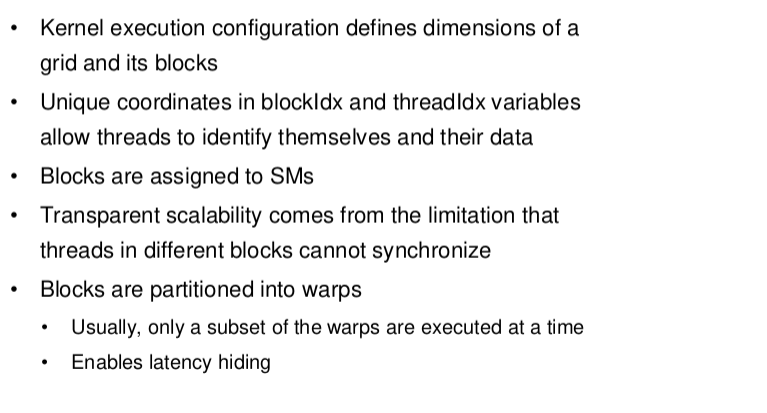 • Kernel execution configuration defines dimensions of a
grid and its blocks
• Unique coordinates in blockIdx and threadIdx variables
allow threads to identify themselves and their data
• Blocks are assigned to SMs
• Transparent scalability comes from the limitation that
threads in different blocks cannot synchronize
• Blocks are partitioned into warps
• Usually, only a subset of the warps are executed at a time
• Enables latency hiding